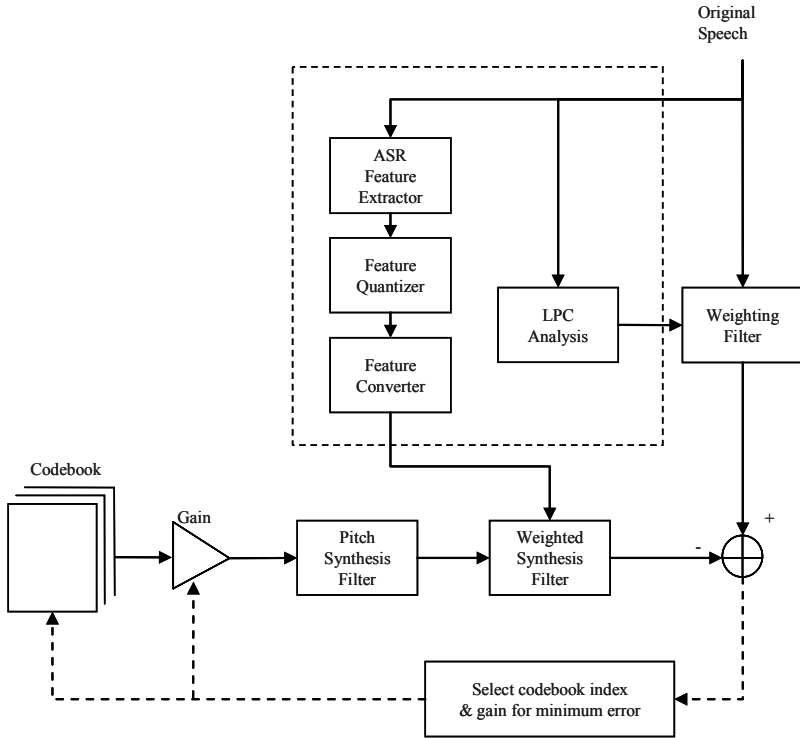 Original
Speech
ASR
Feature
Extractor
Feature
Quantizer
LPC
Analysis
Weighting
Filter
Feature
Converter
Codebook
Gain
Pitch
Synthesis
Filter
Weighted
Synthesis
Filter
-
+
Select codebook index
& gain for minimum error